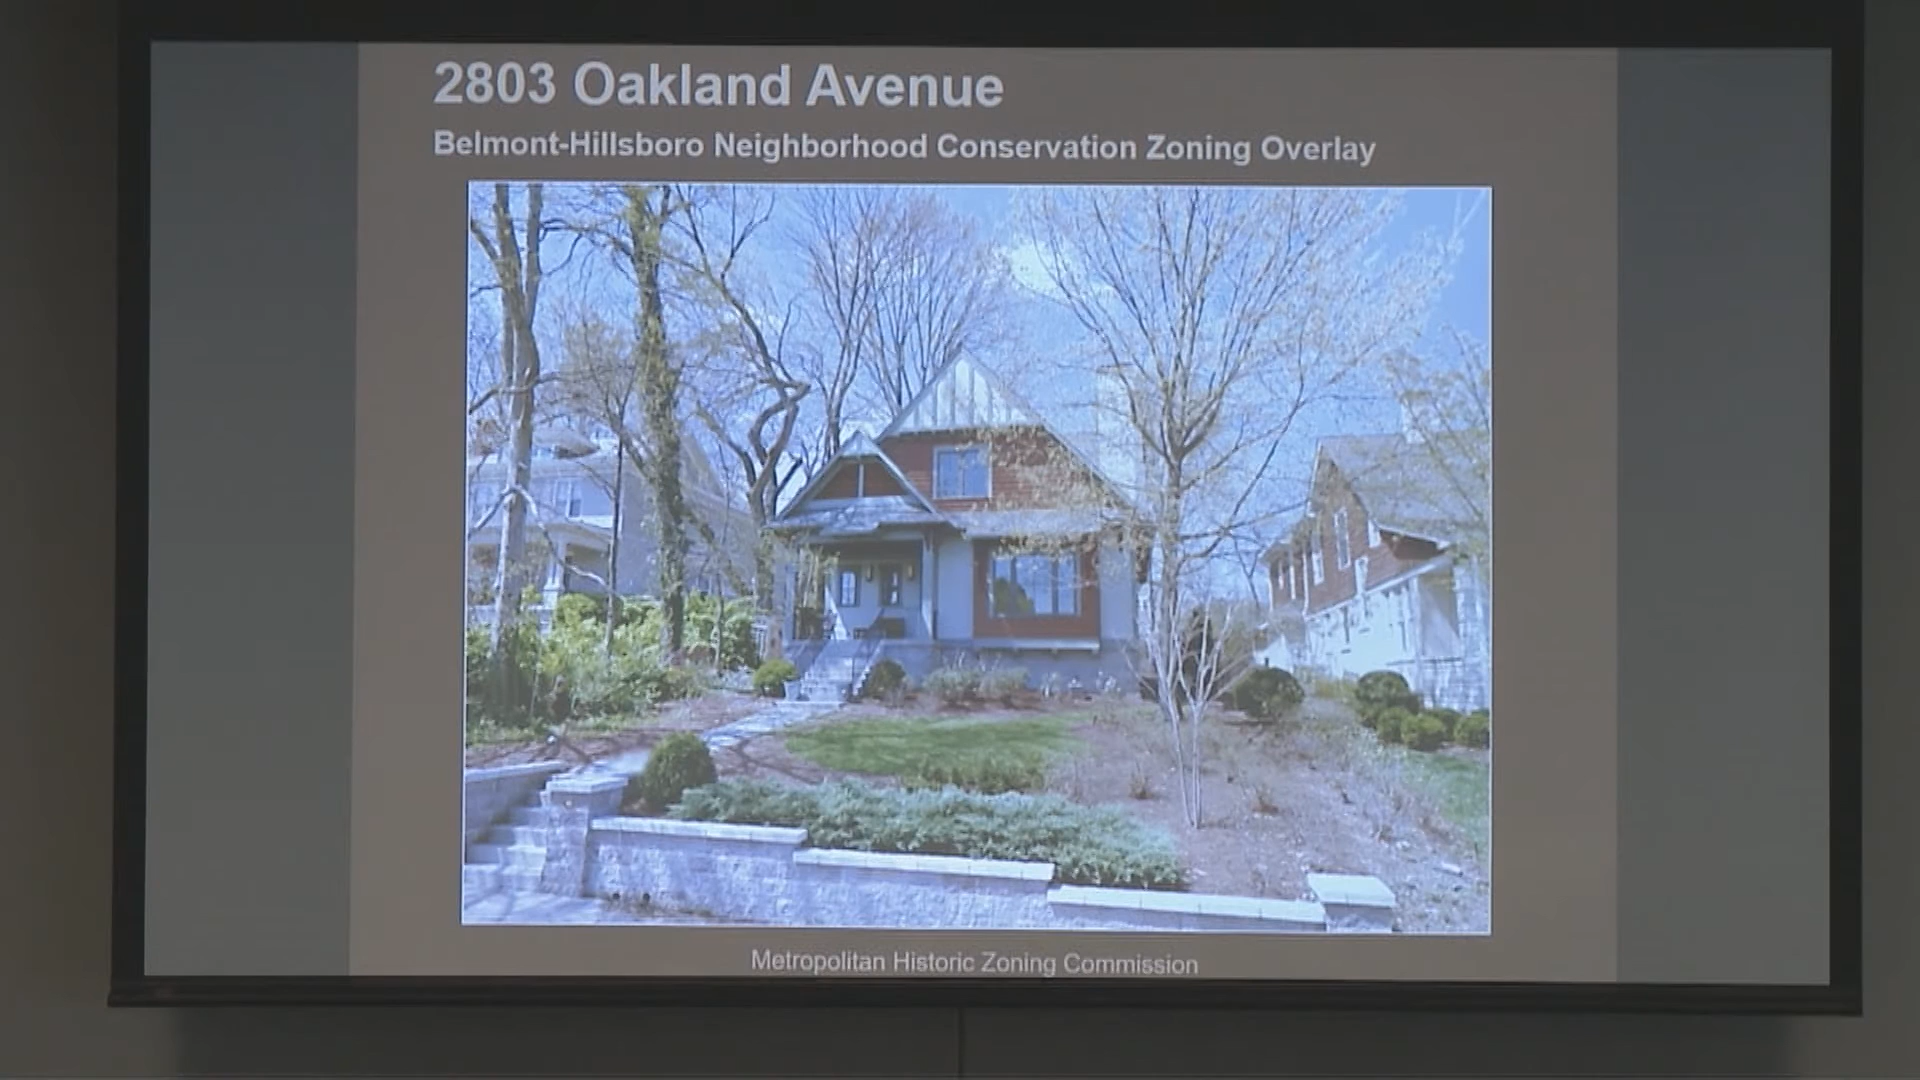 2803 Oakland Avenue
Belmont-Hillsboro Neighborhood Conservation Zoning Overlay
Metropolitan Historic Zoning Commission